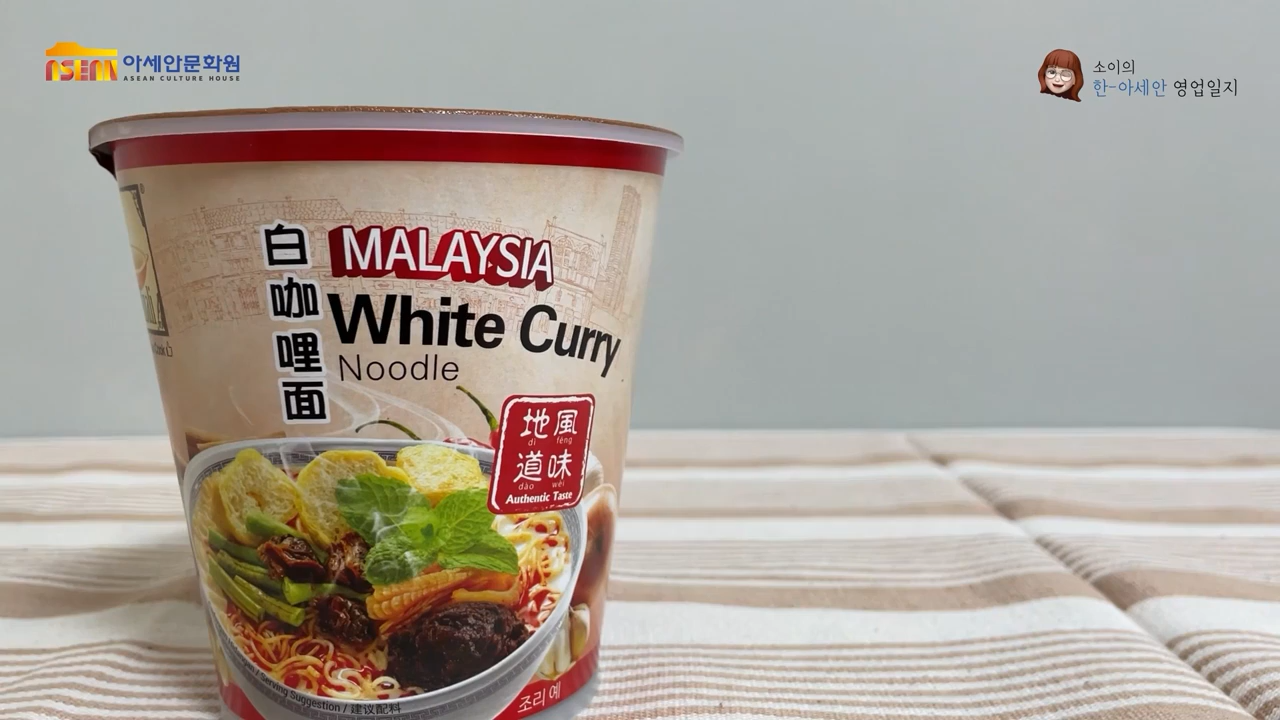 ASEAN 아세안문화원
ASEAN CULTURE HOUSE
소이의
한-아세안 영업일지
白咖哩面
MALAYSIA
White Curry
Noodle
地風
dì fēng
道味
dào wèi
Authentic Taste
Serving Suggestion / 建议配料
조리예